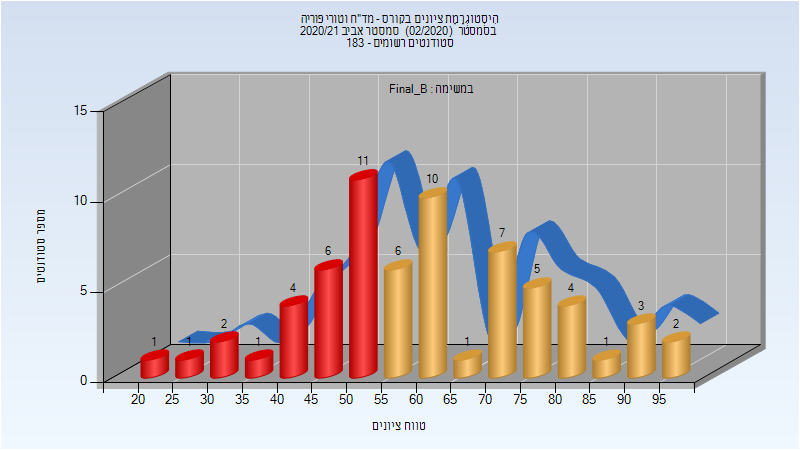 היסטוגרמת ציונים בקורס - מד"ח וטורי פוריה
בסמסטר (02/2020) סמסטר אביב 2020/21
סטודנטים רשומים - 183
במשימה : Final_B
מספר סטודנטים
15
10
5
0
1
1
2
1
4
6
11
6
10
1
7
5
4
1
3
2
20 25 30 35 40 45 50 55 60 65 70 75 80 85 90 95
טווח ציונים